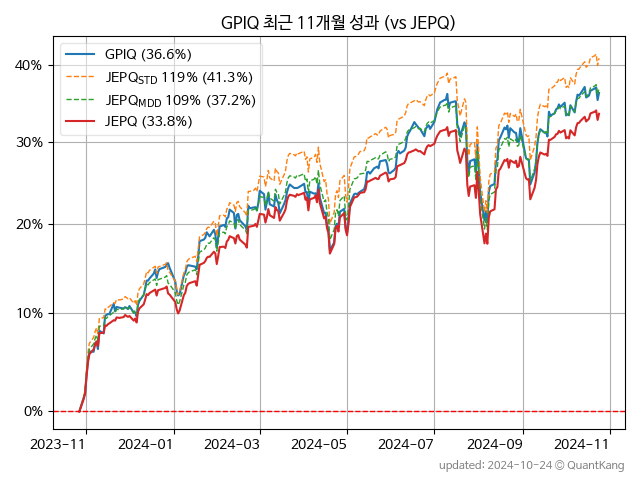 GPIQ 최근 11개월 성과 (vs JEPQ)
GPIQ (36.6%)
JEPQSTD 119% (41.3%)
JEPQMDD 109% (37.2%)
JEPQ (33.8%)
40%
30%
20%
10%
0%
2023-11 2024-01 2024-03 2024-05 2024-07 2024-09 2024-11
updated: 2024-10-24 © QuantKang